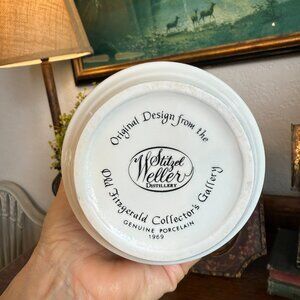 Original Design from the
Stitzel
Weller
DISTILLERY
Old Fitzgerald Collector's Gallery
GENUINE PORCELAIN
1969